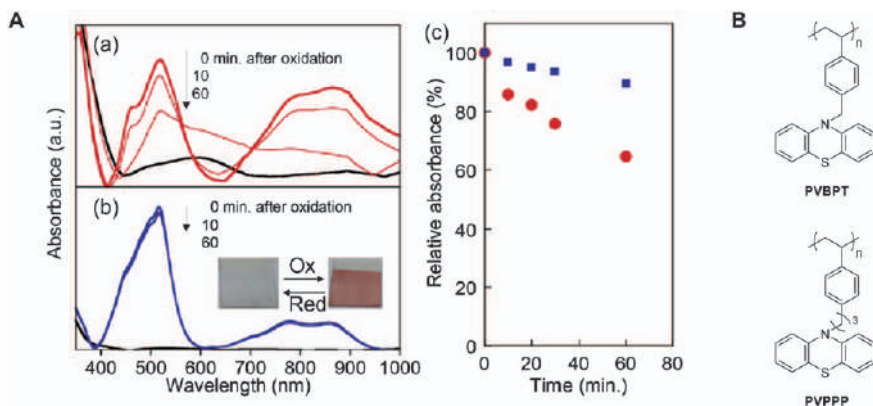 A
(a)
0 min. after oxidation
10
60
(b)
0 min. after oxidation
10
60
Ox
Red
Absorbance (a.u.)
400 500 600 700 800 900 1000
Wavelength (nm)
(c)
Relative absorbance (%)
100
80
60
40
20
0
0 20 40 60 80
Time (min.)
B
n
N
S
PVBPT
n
3
N
S
PVPPP